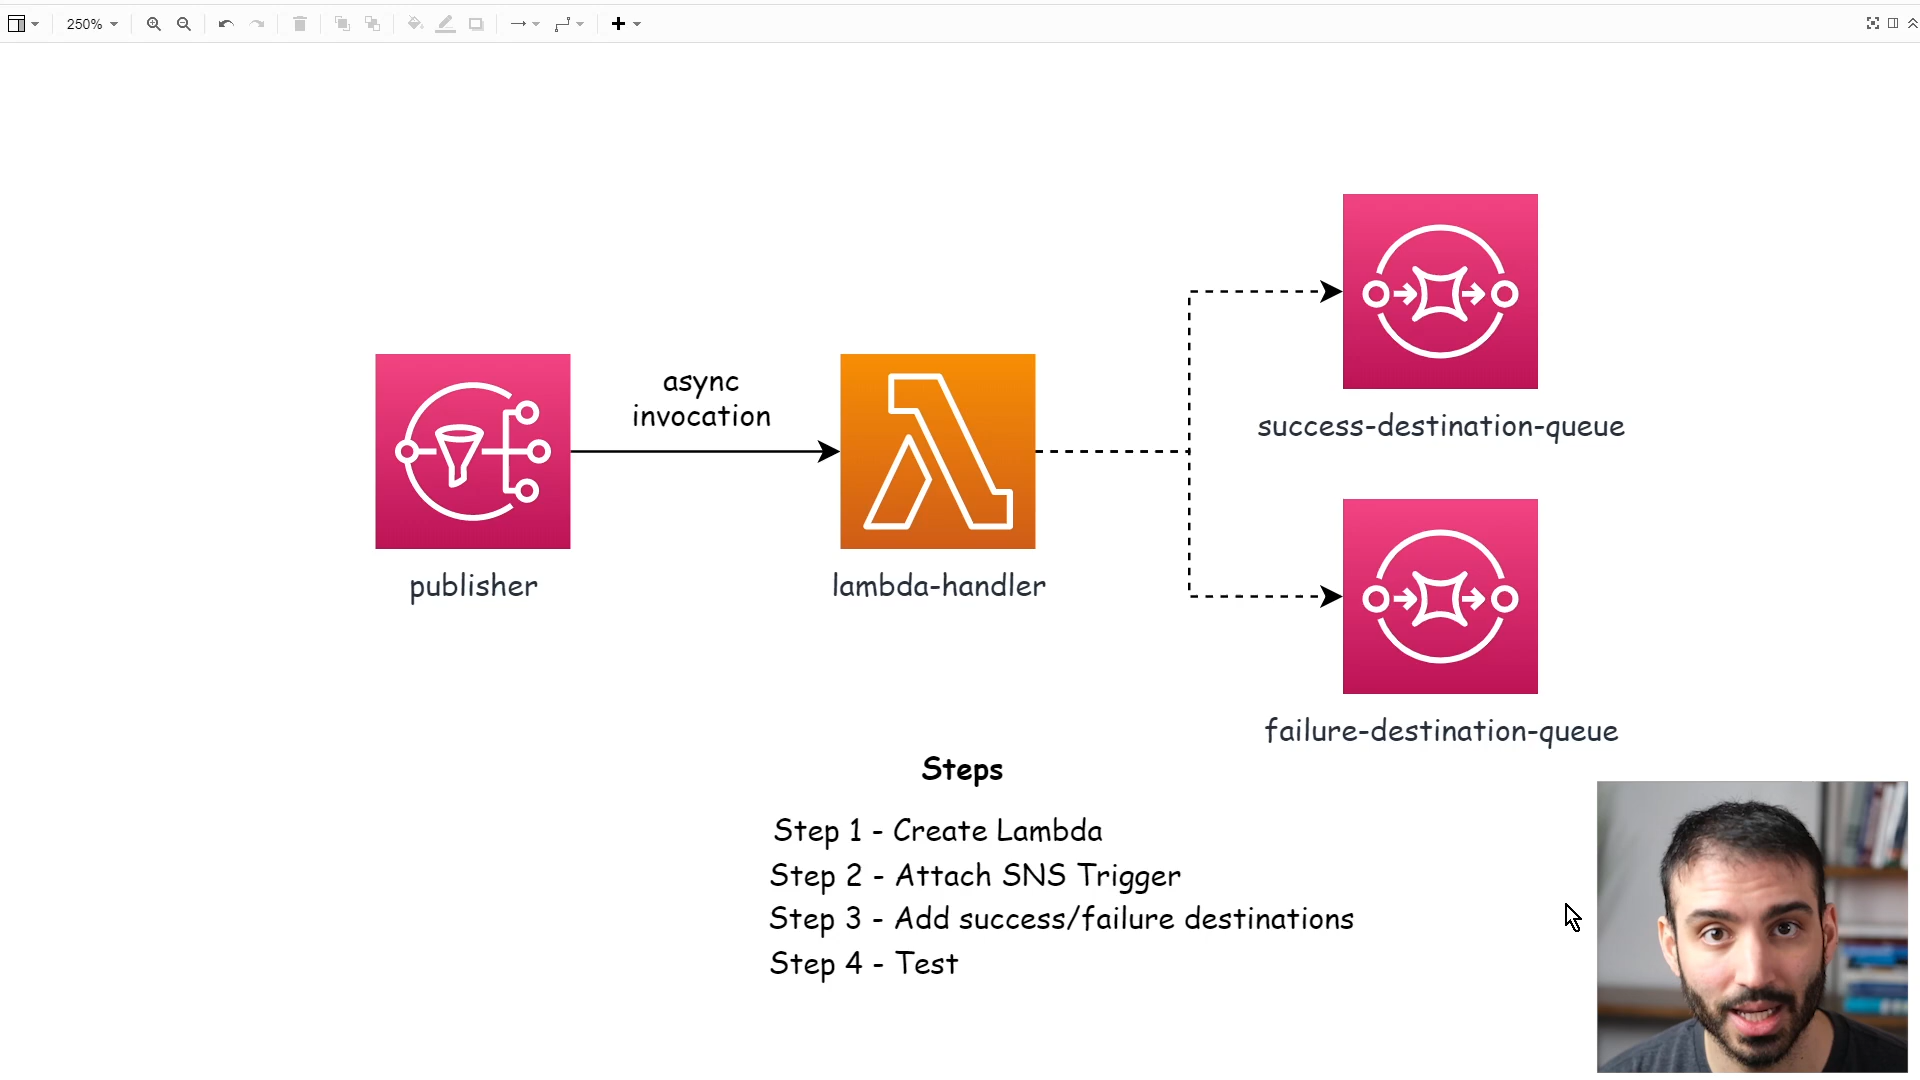 250%
async
invocation
publisher
lambda-handler
success-destination-queue
failure-destination-queue
Steps
Step 1 - Create Lambda
Step 2 - Attach SNS Trigger
Step 3 - Add success/failure destinations
Step 4 - Test